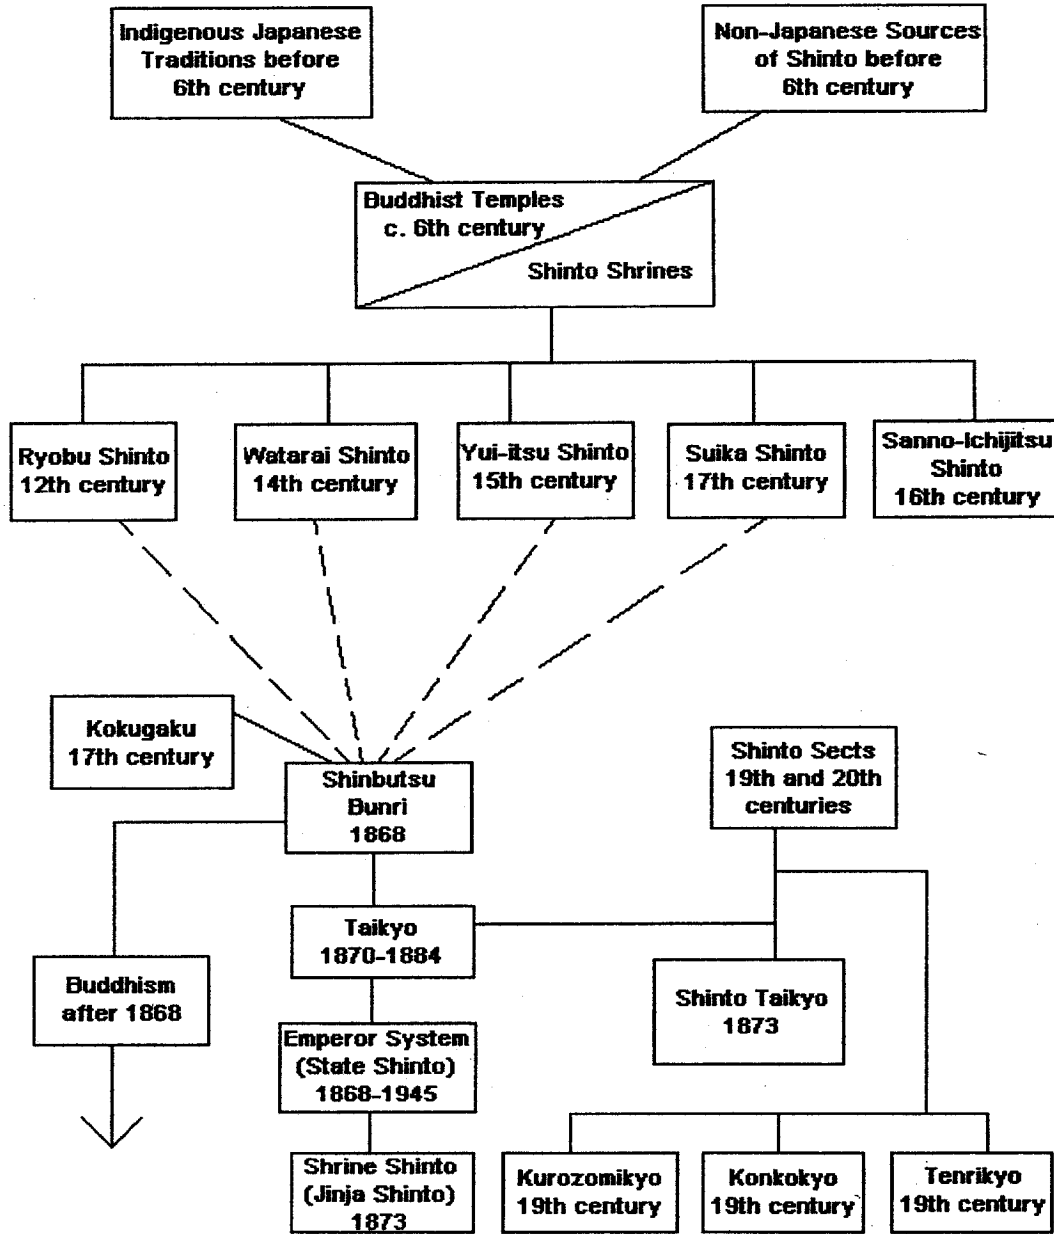 Indigenous Japanese
Traditions before
6th century
Non-Japanese Sources
of Shinto before
6th century
Buddhist Temples
c. 6th century
Shinto Shrines
Ryobu Shinto
12th century
Watarai Shinto
14th century
Yui-itsu Shinto
15th century
Suika Shinto
17th century
Sanno-Ichijitsu
Shinto
16th century
Kokugaku
17th century
Shinbutsu
Bunri
1868
Shinto Sects
19th and 20th
centuries
Taikyo
1870-1884
Buddhism
after 1868
Shinto Taikyo
1873
Emperor System
(State Shinto)
1868-1945
Shrine Shinto
(Jinja Shinto)
1873
Kurozomikyo
19th century
Konkokyo
19th century
Tenrikyo
19th century